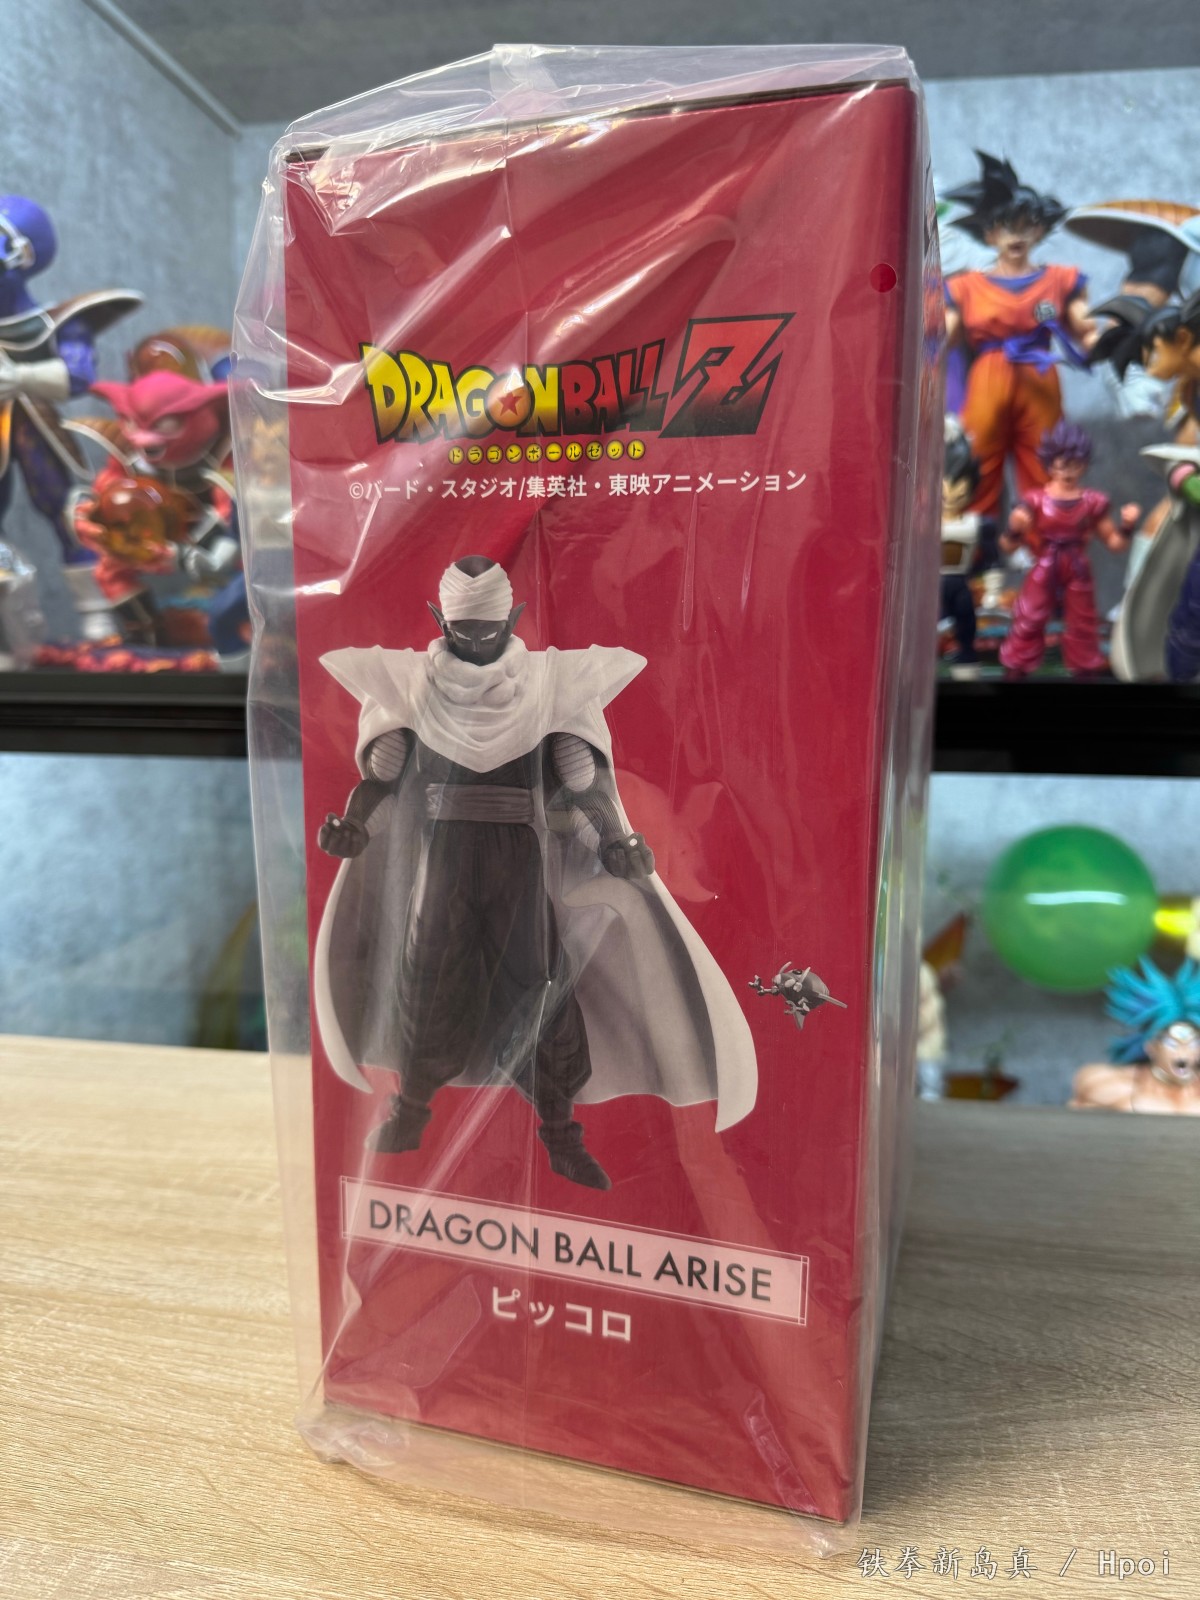 DRAGONBALL Z
ドラゴンボールゼット
©バード・スタジオ/集英社・東映アニメーション
DRAGON BALL ARISE
ピッコロ
铁拳新岛真 / Hpoi